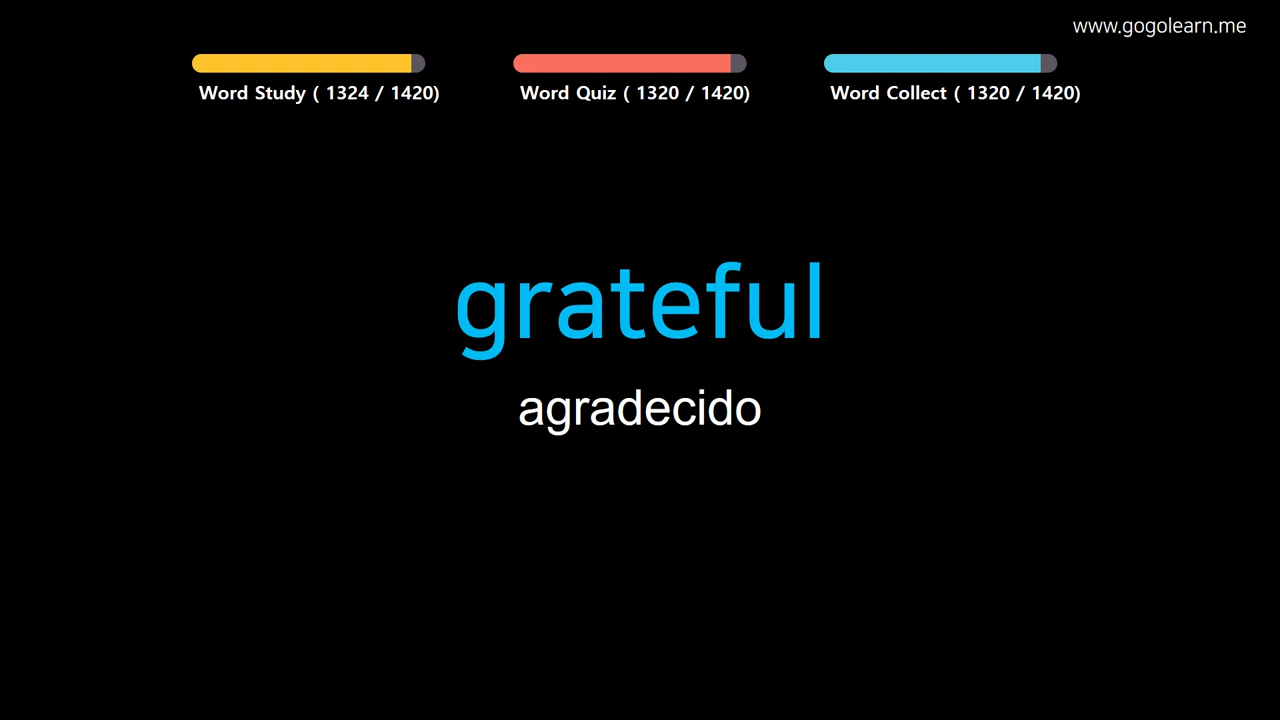 www.gogolearn.me
Word Study ( 1324 / 1420)
Word Quiz ( 1320 / 1420)
Word Collect ( 1320 / 1420)
grateful
agradecido